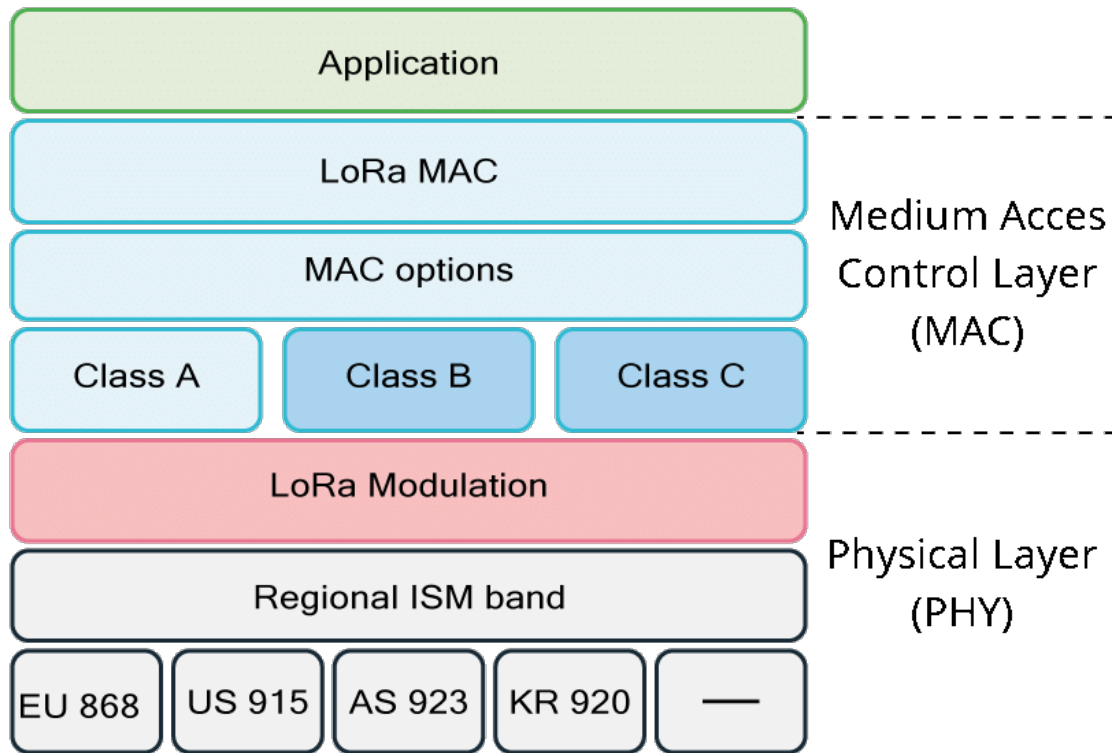 Application
LoRa MAC
MAC options
Class A
Class B
Class C
Medium Acces
Control Layer
(MAC)
LoRa Modulation
Regional ISM band
EU 868
US 915
AS 923
KR 920
—
Physical Layer
(PHY)